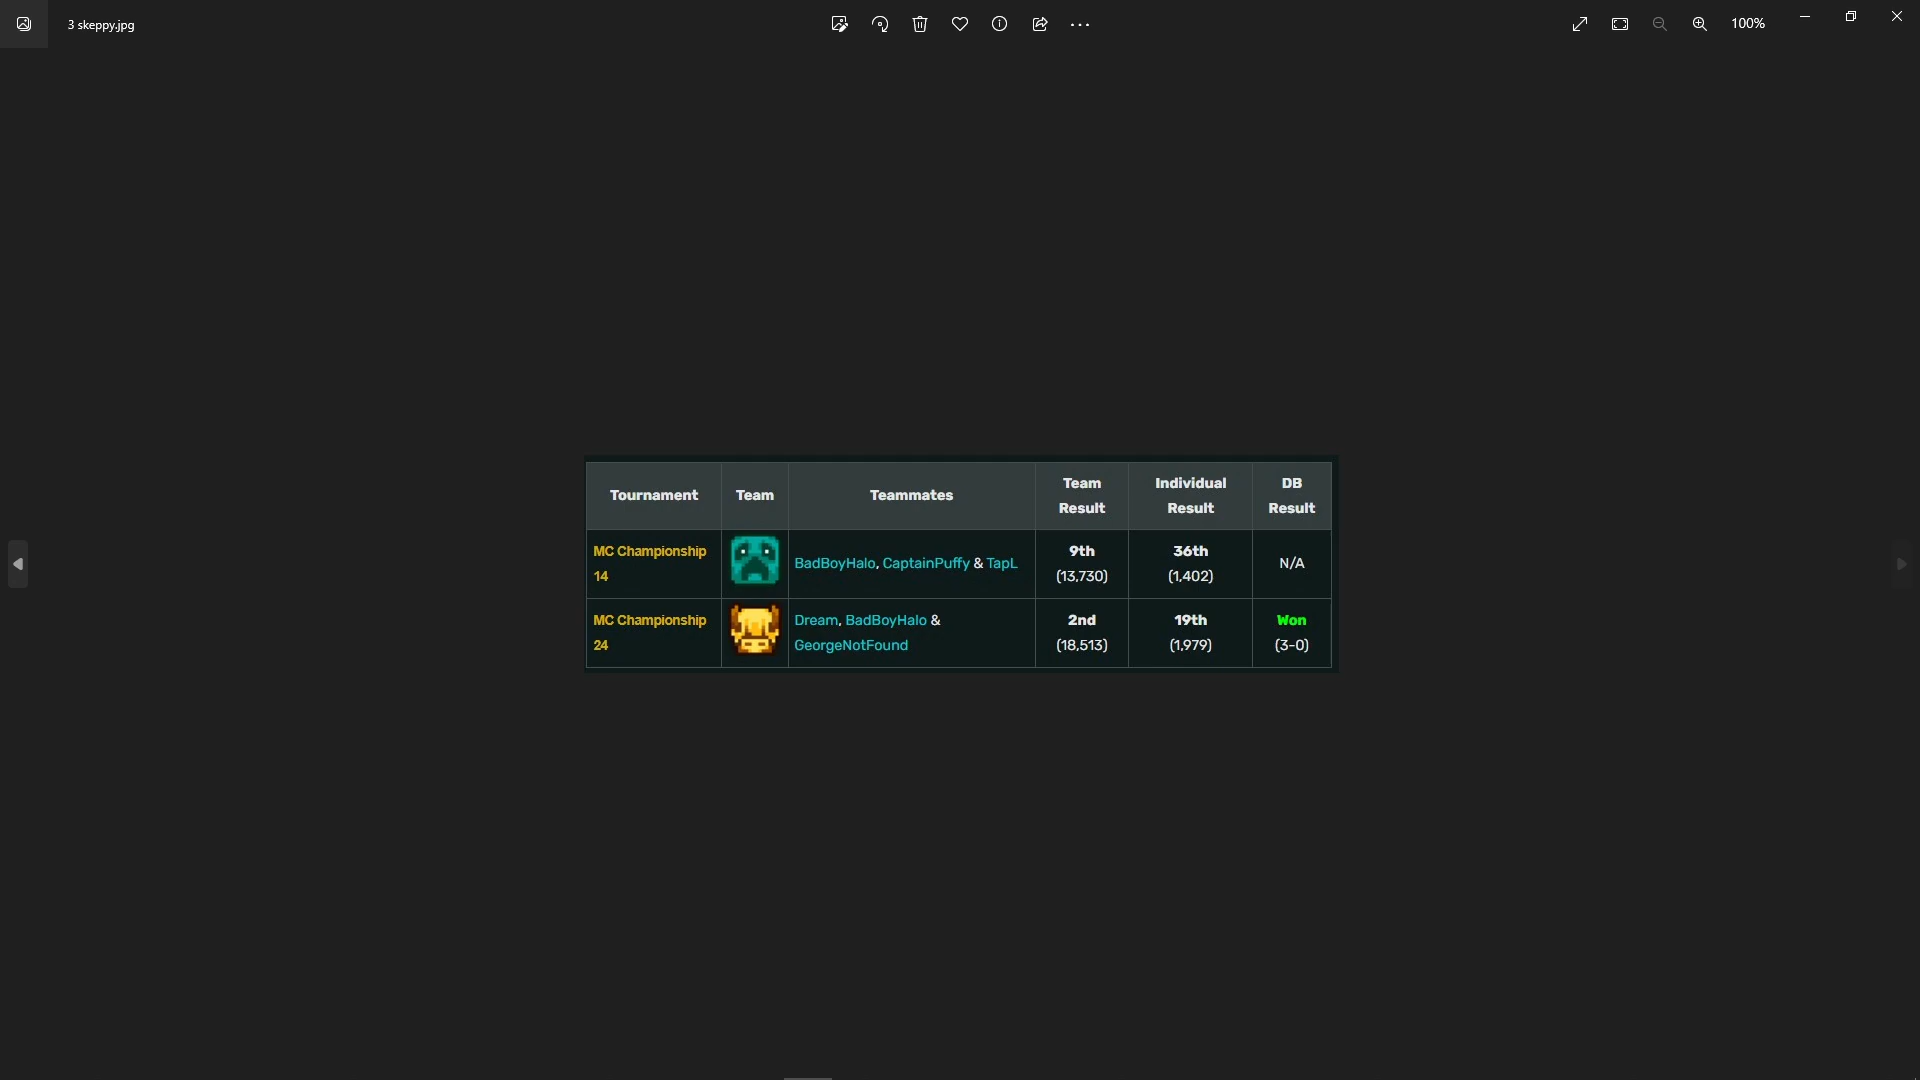 3 skeppy.jpg
100%
Tournament
Team
Teammates
Team
Result
Individual
Result
DB
Result
MC Championship
14
BadBoyHalo, CaptainPuffy & TapL
9th
(13,730)
36th
(1,402)
N/A
MC Championship
24
Dream, BadBoyHalo &
GeorgeNotFound
2nd
(18,513)
19th
(1,979)
Won
(3-0)